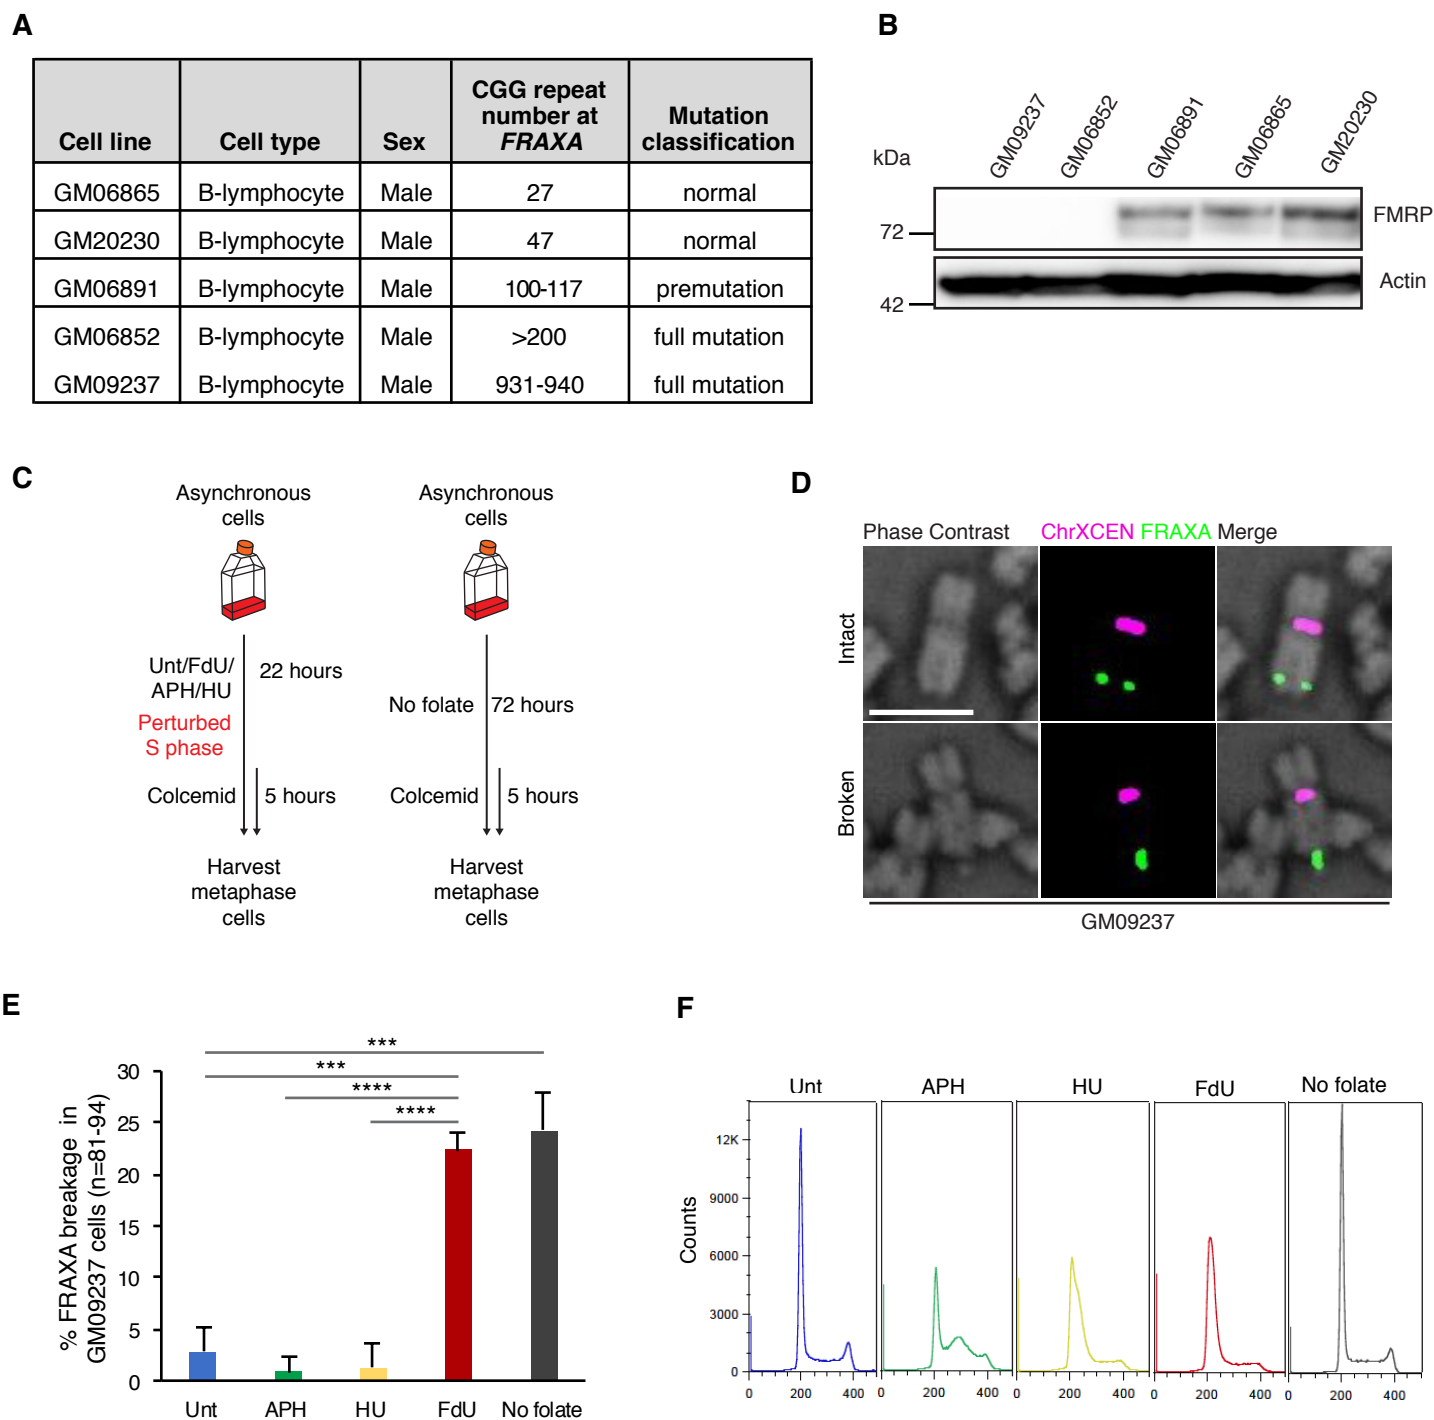 A
Cell line Cell type Sex CGG repeat number at FRAXA Mutation classification
GM06865 B-lymphocyte Male 27 normal
GM20230 B-lymphocyte Male 47 normal
GM06891 B-lymphocyte Male 100-117 premutation
GM06852 B-lymphocyte Male >200 full mutation
GM09237 B-lymphocyte Male 931-940 full mutation
B
kDa
GM09237 GM06852 GM06891 GM06865 GM20230
72
FMRP
42
Actin
C
Asynchronous
cells
Unt/FdU/
APH/HU
22 hours
Perturbed
S phase
Colcemid
5 hours
Harvest
metaphase
cells
Asynchronous
cells
No folate
72 hours
Colcemid
5 hours
Harvest
metaphase
cells
D
Phase Contrast ChrXCEN FRAXA Merge
Intact
Broken
GM09237
E
% FRAXA breakage in
GM09237 cells (n=81-94)
30
25
20
15
10
5
0
***
***
****
****
Unt APH HU FdU No folate
F
Unt APH HU FdU No folate
Counts
12K
9000
6000
3000
0
0 200 400
0 200 400
0 200 400
0 200 400
0 200 400